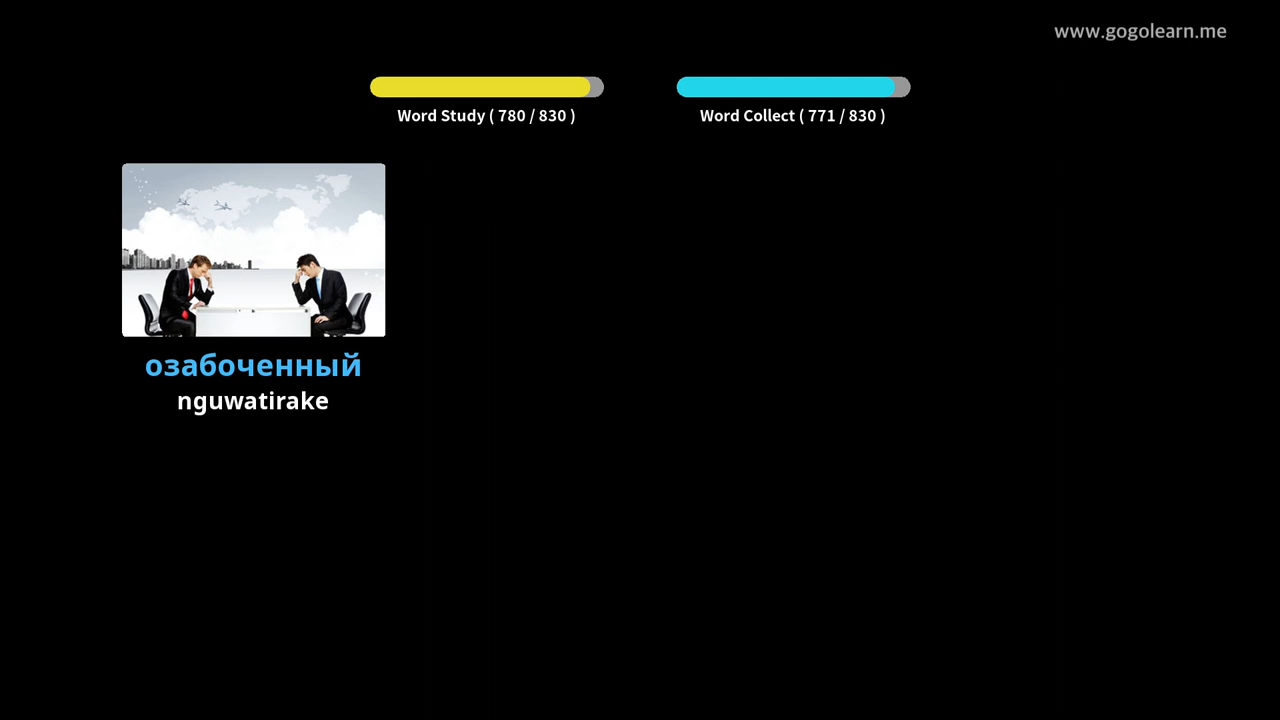 www.gogolearn.me
Word Study ( 780 / 830 )
Word Collect ( 771 / 830 )
озабоченный
nguwatirake